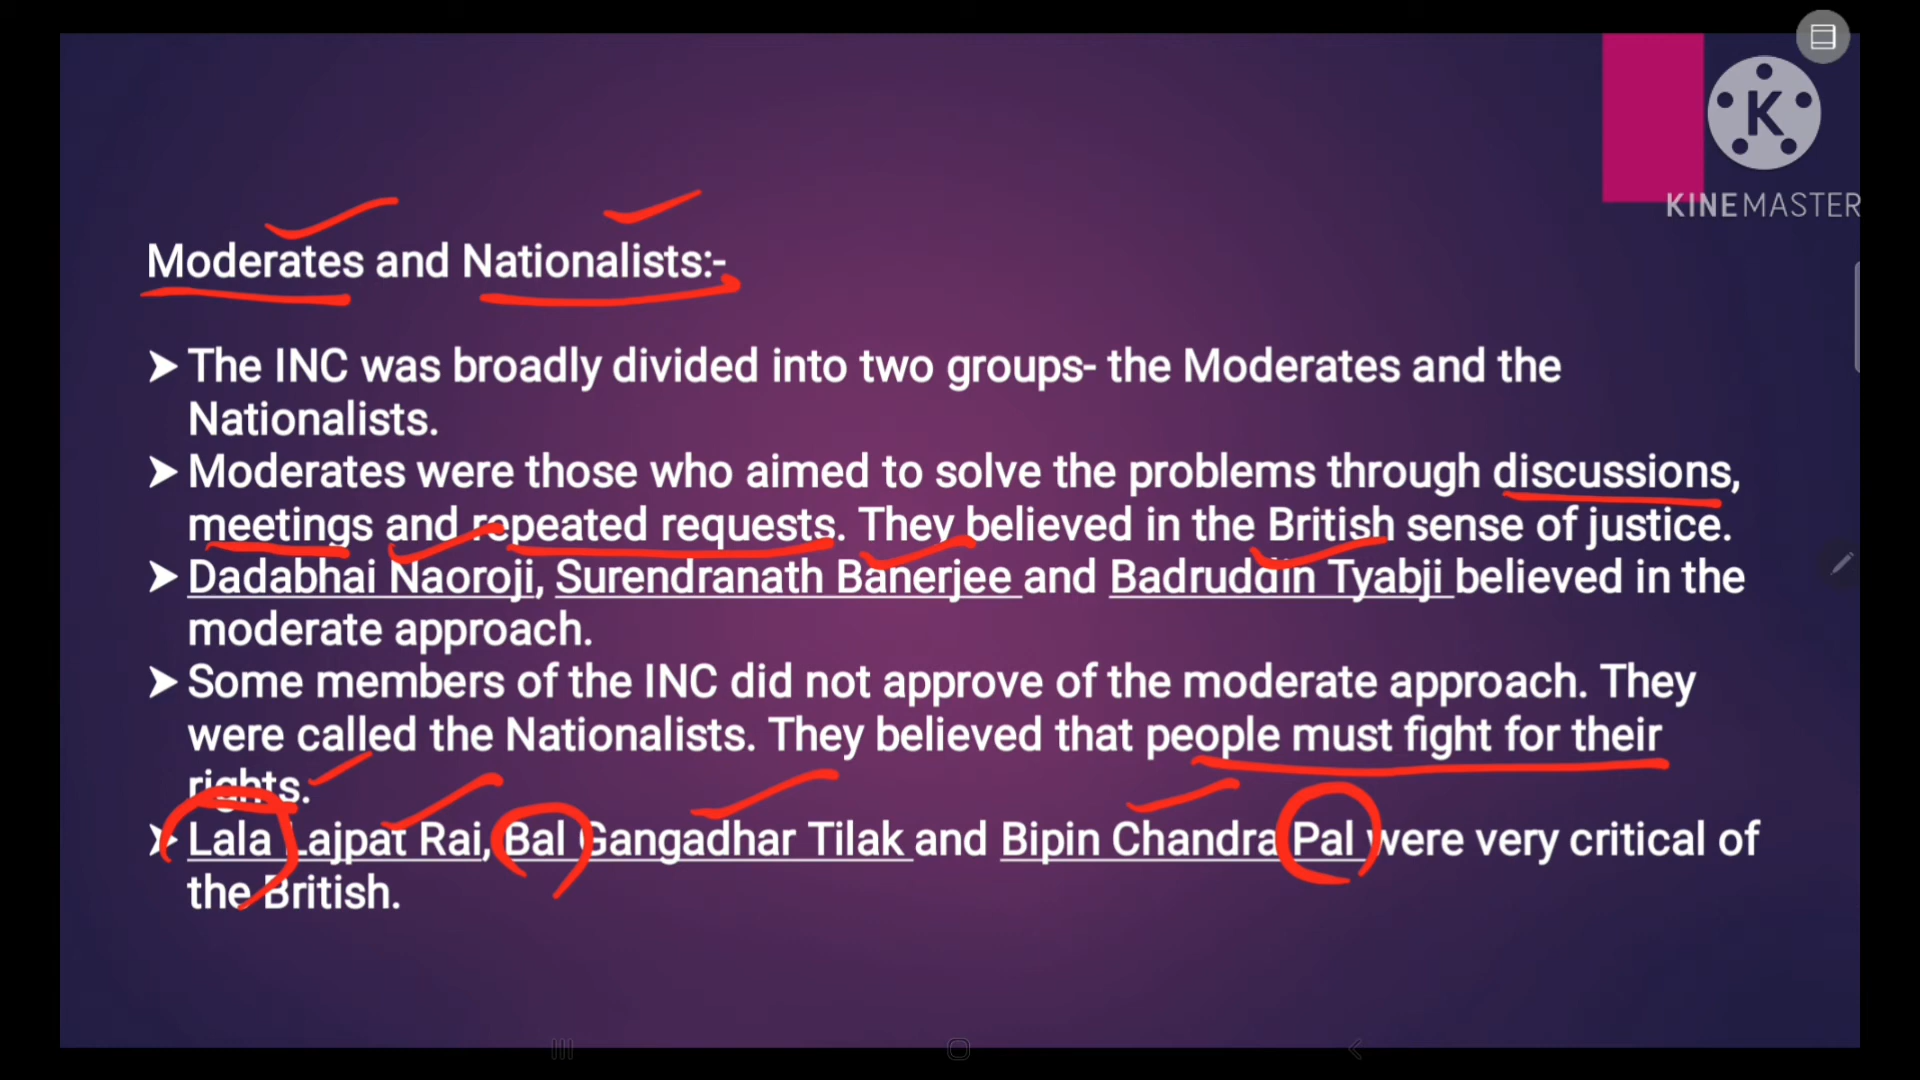 K
KINEMASTER
Moderates and Nationalists:-
➤ The INC was broadly divided into two groups- the Moderates and the
Nationalists.
➤ Moderates were those who aimed to solve the problems through discussions,
meetings and repeated requests. They believed in the British sense of justice.
➤ Dadabhai Naoroji, Surendranath Banerjee and Badruddin Tyabji believed in the
moderate approach.
➤ Some members of the INC did not approve of the moderate approach. They
were called the Nationalists. They believed that people must fight for their
rights.
➤ Lala Lajpat Rai, Bal Gangadhar Tilak and Bipin Chandra Pal were very critical of
the British.